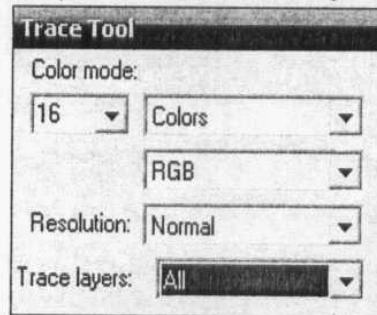 Trace Tool
Color mode:
16 Colors
RGB
Resolution: Normal
Trace layers: All